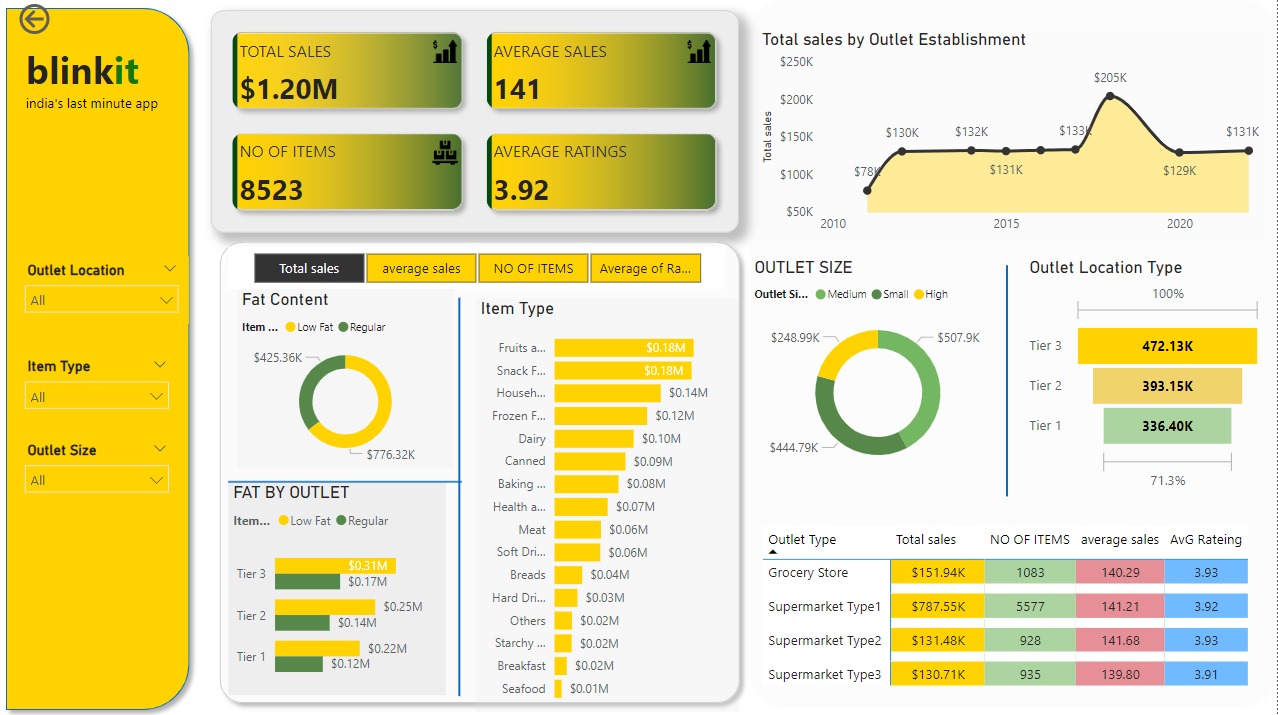 blinkit
india's last minute app
Outlet Location
All
Item Type
All
Outlet Size
All
TOTAL SALES
$1.20M
AVERAGE SALES
141
NO OF ITEMS
8523
AVERAGE RATINGS
3.92
Total sales by Outlet Establishment
Total sales
$250K
$200K
$150K
$100K
$50K
$78K
$130K
$132K
$131K
$133K
$205K
$129K
$131K
2010
2015
2020
Total sales
average sales
NO OF ITEMS
Average of Ra...
Fat Content
Item ... Low Fat Regular
$425.36K
$776.32K
FAT BY OUTLET
Item... Low Fat Regular
Tier 3 $0.31M
$0.17M
Tier 2 $0.25M
$0.14M
Tier 1 $0.22M
$0.12M
Item Type
Fruits a... $0.18M
Snack F... $0.18M
Househ... $0.14M
Frozen F... $0.12M
Dairy $0.10M
Canned $0.09M
Baking ... $0.08M
Health a... $0.07M
Meat $0.06M
Soft Dri... $0.06M
Breads $0.04M
Hard Dri... $0.03M
Others $0.02M
Starchy ... $0.02M
Breakfast $0.02M
Seafood $0.01M
OUTLET SIZE
Outlet Si... Medium Small High
$248.99K
$507.9K
$444.79K
Outlet Location Type
100%
Tier 3 472.13K
Tier 2 393.15K
Tier 1 336.40K
71.3%
Outlet Type Total sales NO OF ITEMS average sales AvG Rateing
Grocery Store $151.94K 1083 140.29 3.93
Supermarket Type1 $787.55K 5577 141.21 3.92
Supermarket Type2 $131.48K 928 141.68 3.93
Supermarket Type3 $130.71K 935 139.80 3.91